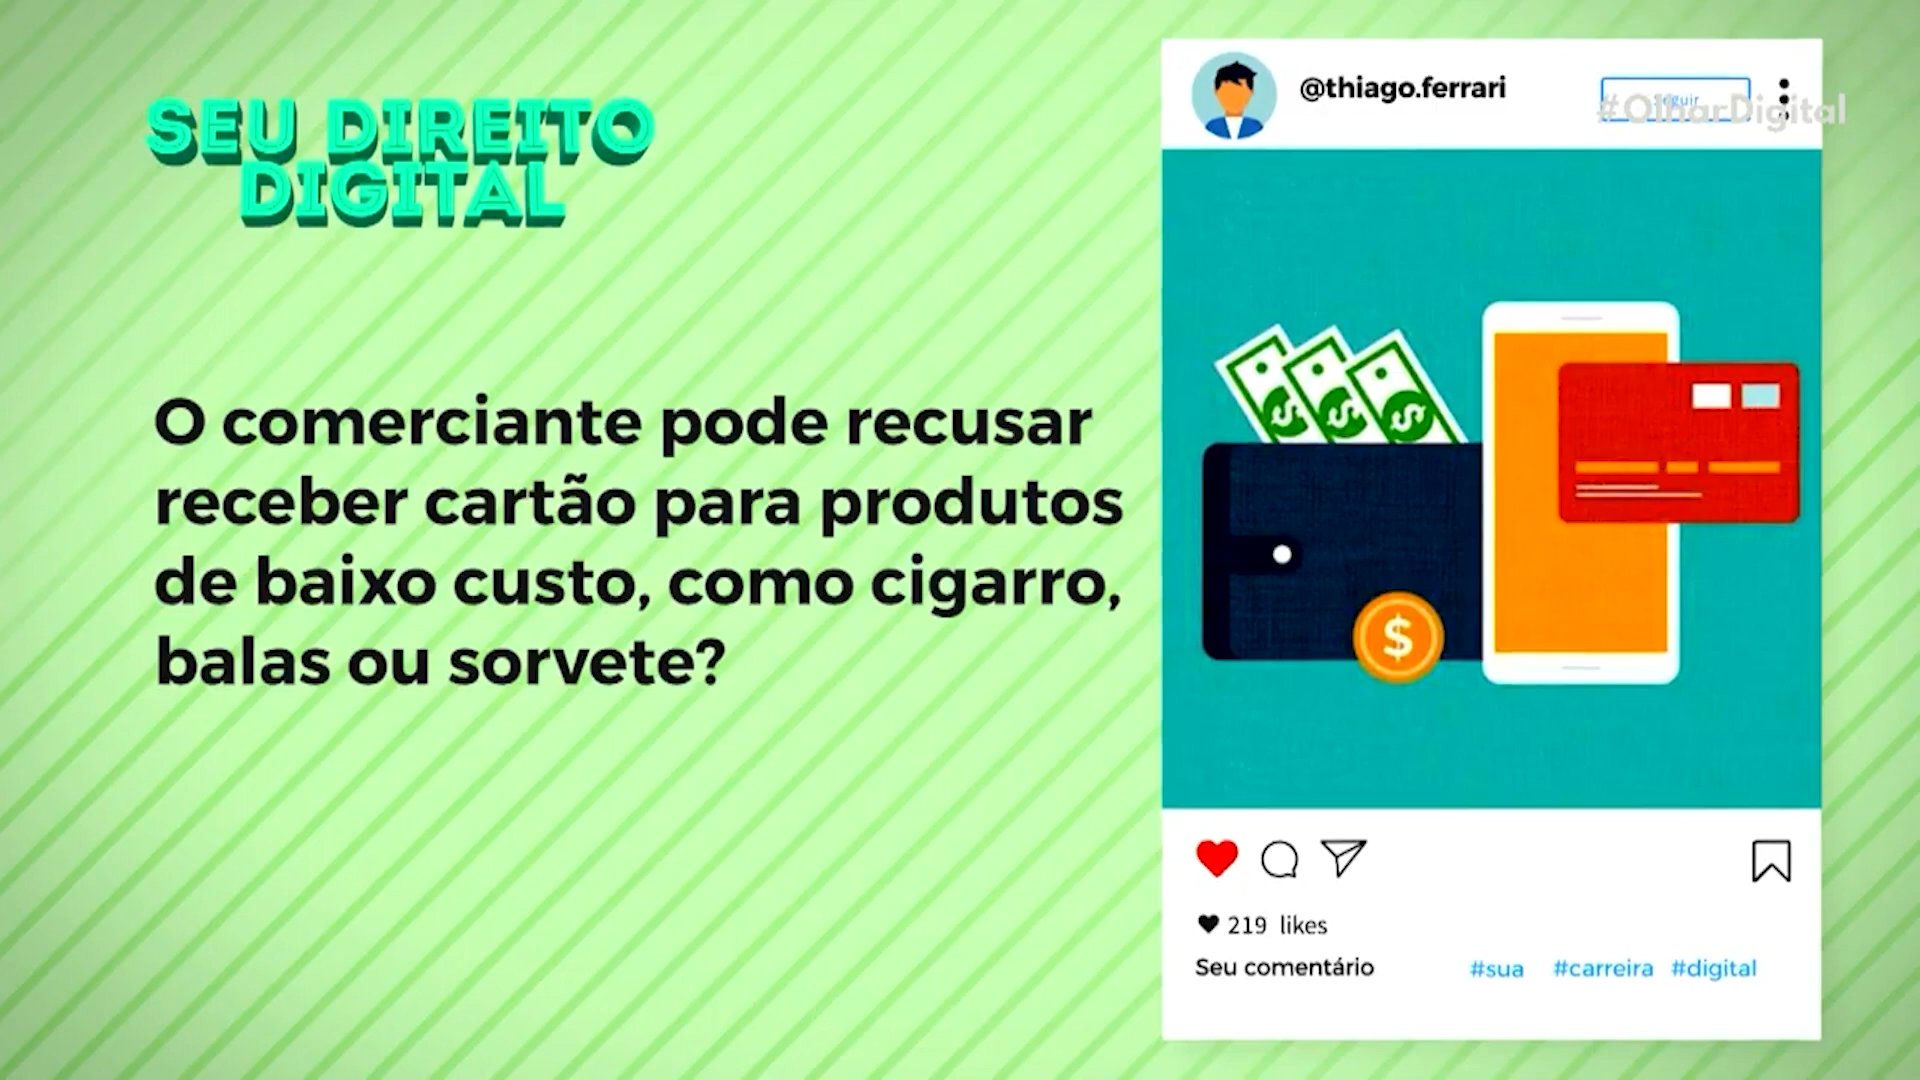 SEU DIREITO
DIGITAL
O comerciante pode recusar
receber cartão para produtos
de baixo custo, como cigarro,
balas ou sorvete?
@thiago.ferrari
Seguir
#OlharDigital
219 likes
Seu comentário #sua #carreira #digital